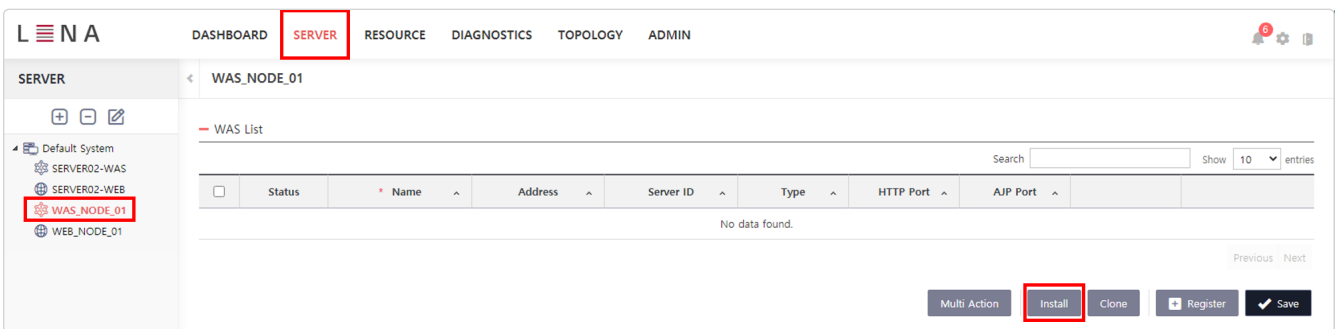 LENA DASHBOARD SERVER RESOURCE DIAGNOSTICS TOPOLOGY ADMIN 6
SERVER WAS_NODE_01
WAS List
Default System
SERVER02-WAS
SERVER02-WEB
WAS_NODE_01
WEB_NODE_01
Search Show 10 entries
Status * Name Address Server ID Type HTTP Port AJP Port
No data found.
Previous Next
Multi Action Install Clone Register Save